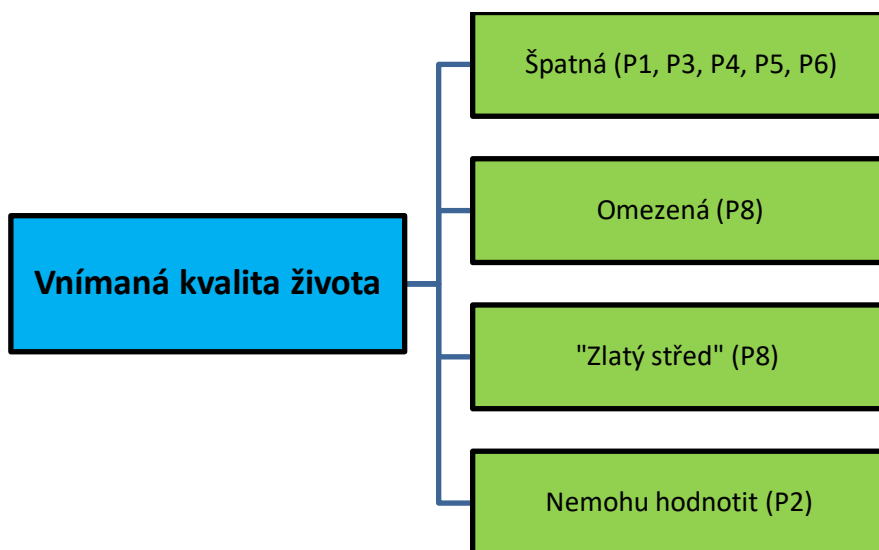 Špatná (P1, P3, P4, P5, P6)
Omezená (P8)
Vnímaná kvalita života
"Zlatý střed" (P8)
Nemohu hodnotit (P2)